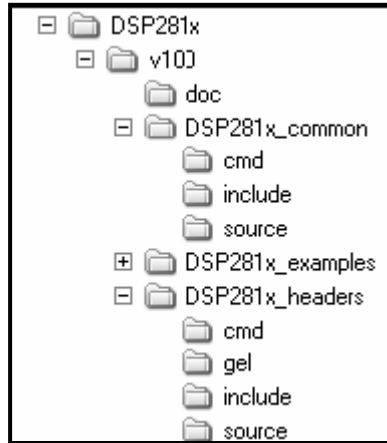 DSP281x
v100
doc
DSP281x_common
cmd
include
source
DSP281x_examples
DSP281x_headers
cmd
gel
include
source